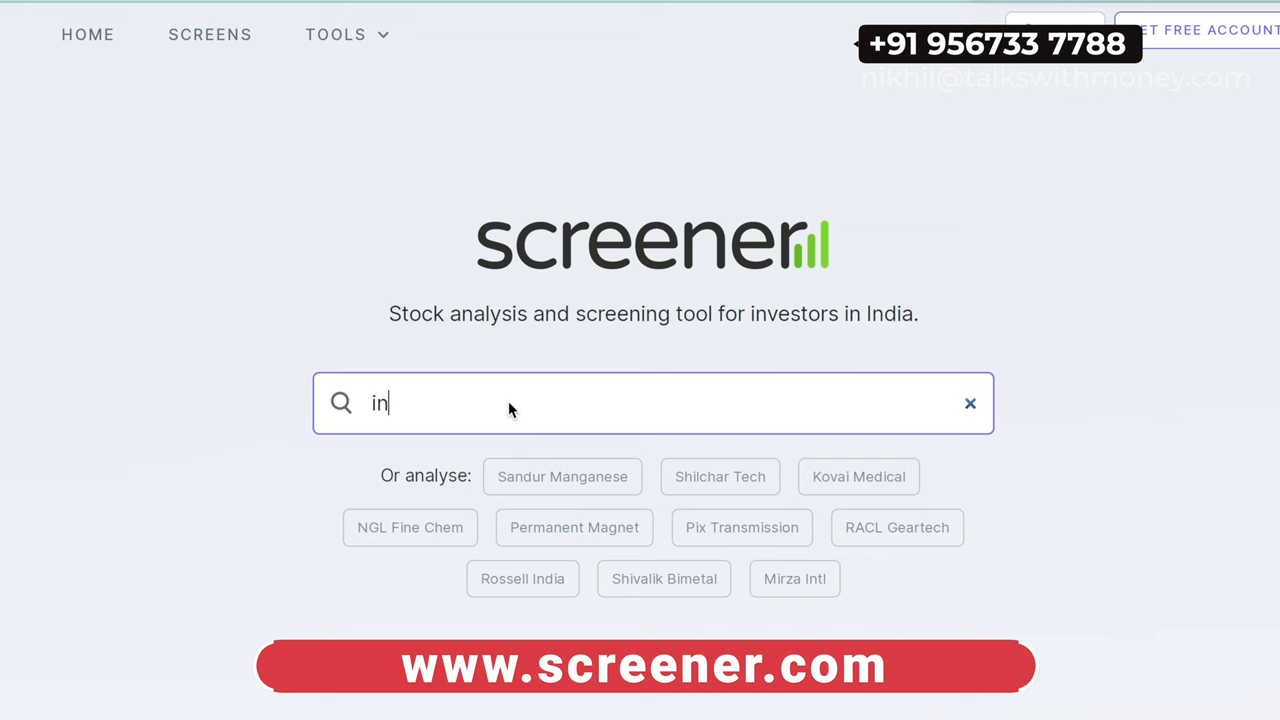 HOME SCREENS TOOLS
ET FREE ACCOUNT
+91 956733 7788
nikhil@talkswithmoney.com
screener
Stock analysis and screening tool for investors in India.
in
Or analyse: Sandur Manganese Shilchar Tech Kovai Medical
NGL Fine Chem Permanent Magnet Pix Transmission RACL Geartech
Rossell India Shivalik Bimetal Mirza Intl
www.screener.com